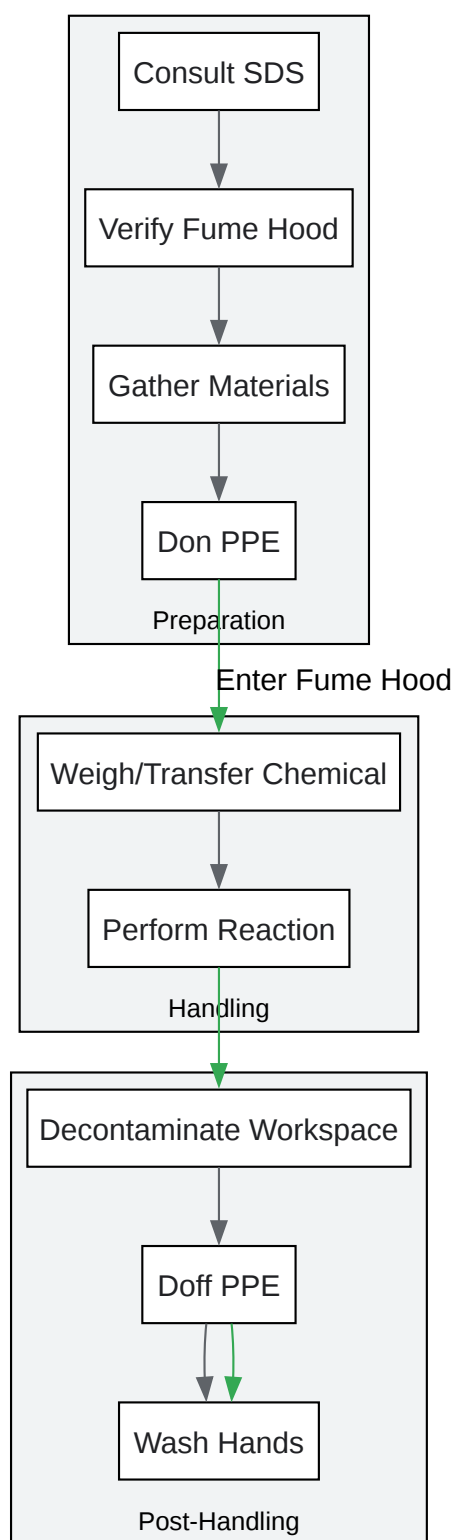 Consult SDS
Verify Fume Hood
Gather Materials
Don PPE
Preparation
Enter Fume Hood
Weigh/Transfer Chemical
Perform Reaction
Handling
Decontaminate Workspace
Doff PPE
Wash Hands
Post-Handling